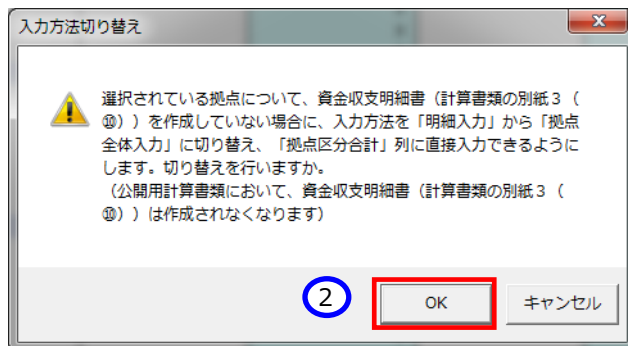 入力方法切り替え
x
選択されている拠点について、資金収支明細書（計算書類の別紙３（
⑩））を作成していない場合に、入力方法を「明細入力」から「拠点
全体入力」に切り替え、「拠点区分合計」列に直接入力できるように
します。切り替えを行いますか。
（公開用計算書類において、資金収支明細書（計算書類の別紙３（
⑩））は作成されなくなります）
2
OK
キャンセル